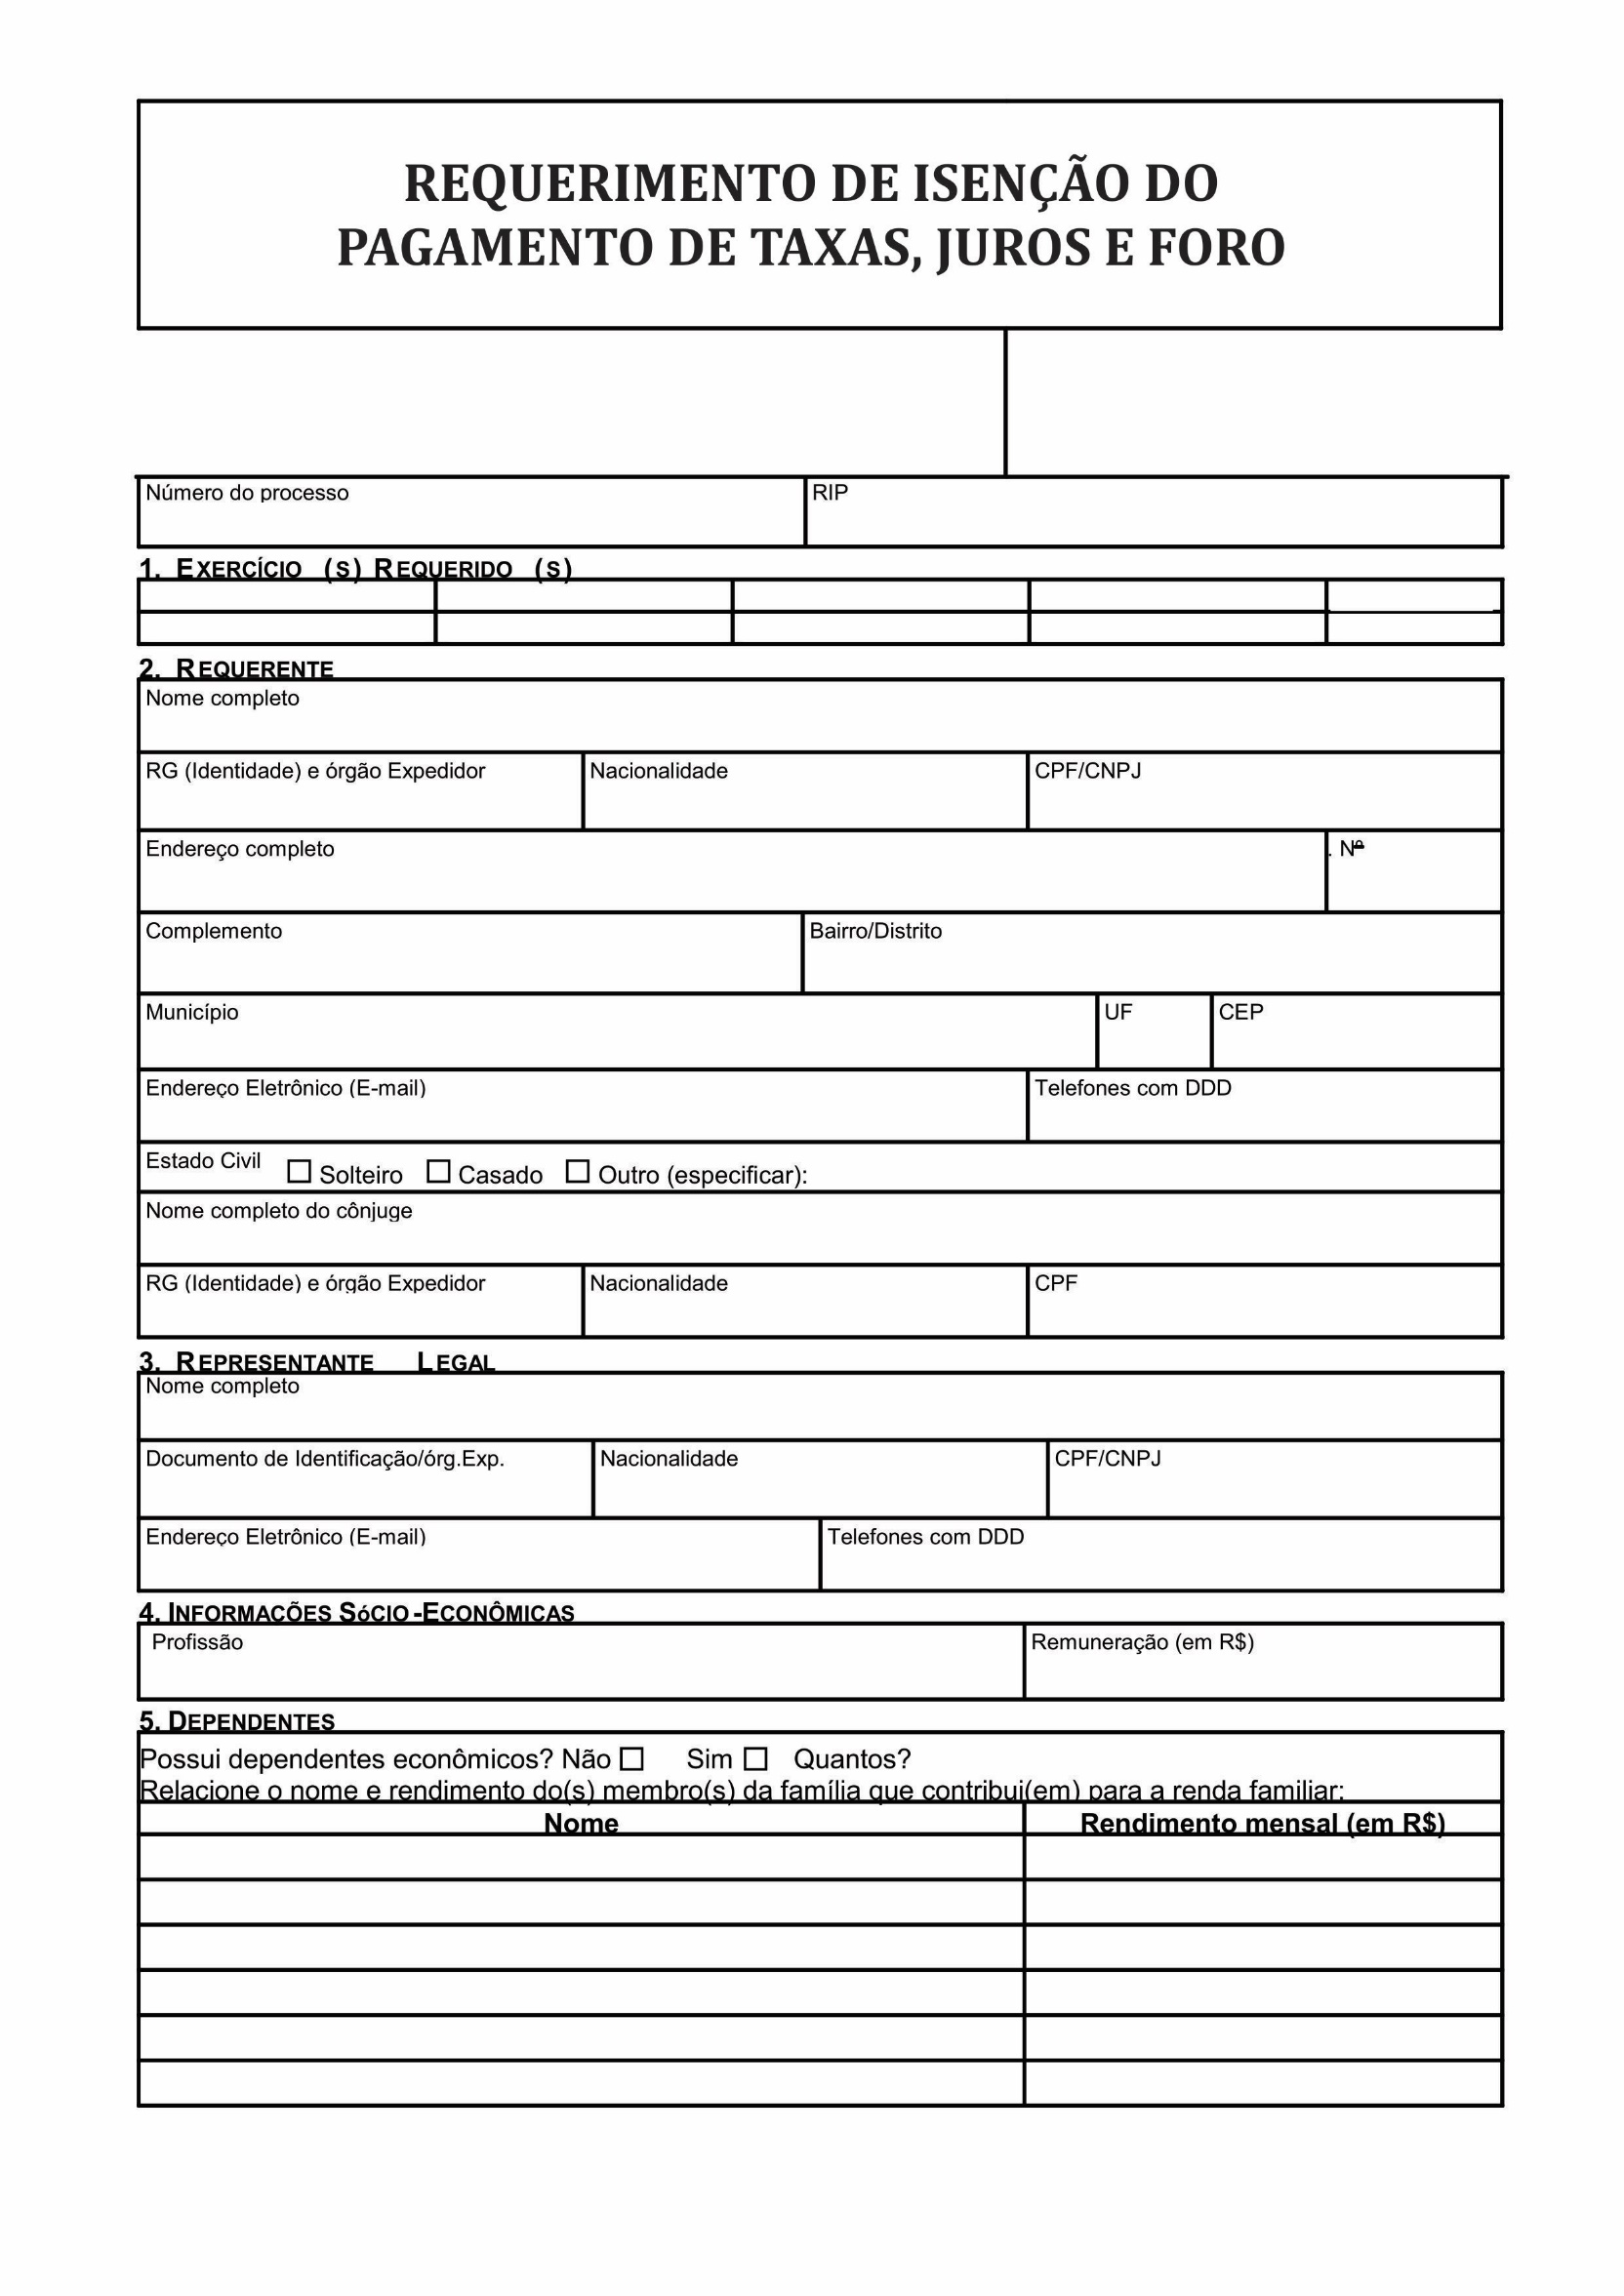 REQUERIMENTO DE ISENÇÃO DO
PAGAMENTO DE TAXAS, JUROS E FORO
Número do processo RIP
1. EXERCÍCIO (S) REQUERIDO (S)
2. REQUERENTE
Nome completo
RG (Identidade) e órgão Expedidor Nacionalidade CPF/CNPJ
Endereço completo . Nº
Complemento Bairro/Distrito
Município UF CEP
Endereço Eletrônico (E-mail) Telefones com DDD
Estado Civil Solteiro Casado Outro (especificar):
Nome completo do cônjuge
RG (Identidade) e órgão Expedidor Nacionalidade CPF
3. REPRESENTANTE LEGAL
Nome completo
Documento de Identificação/órg.Exp. Nacionalidade CPF/CNPJ
Endereço Eletrônico (E-mail) Telefones com DDD
4. INFORMACÕES SóCIO-ECONÔMICAS
Profissão Remuneração (em R$)
5. DEPENDENTES
Possui dependentes econômicos? Não Sim Quantos?
Relacione o nome e rendimento do(s) membro(s) da família que contribui(em) para a renda familiar:
Nome Rendimento mensal (em R$)